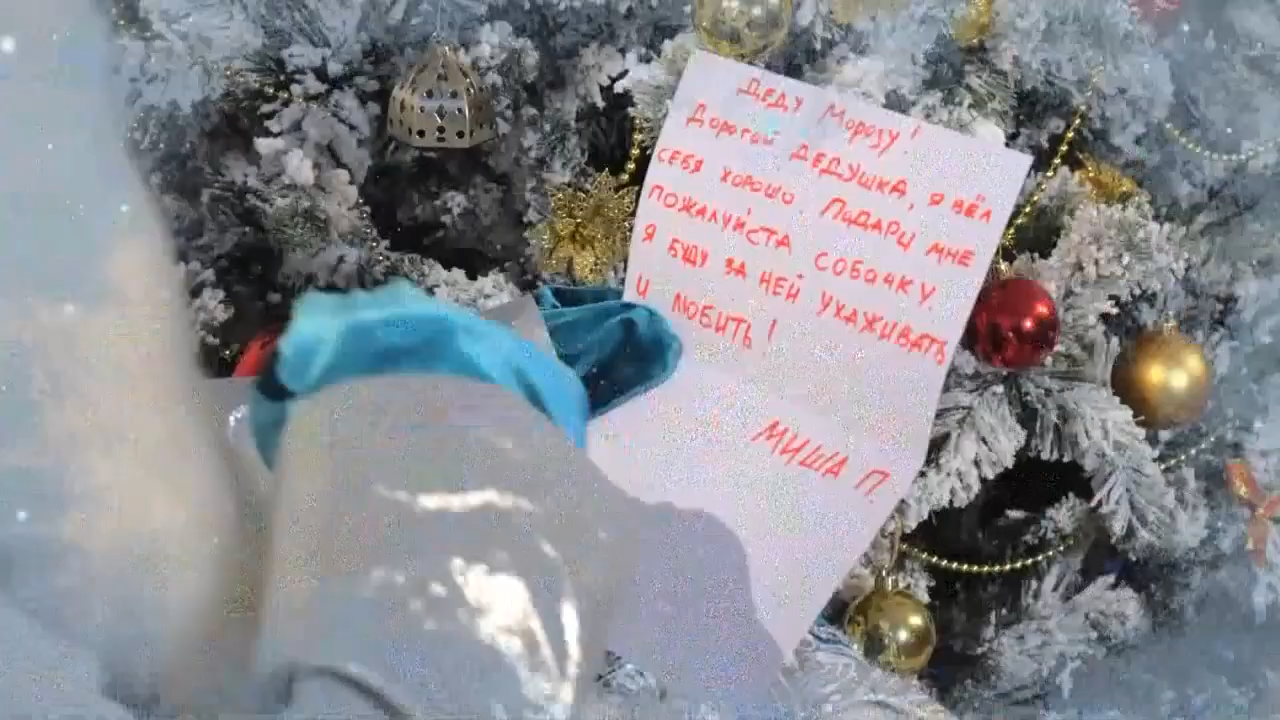 ДЕДУ МОРОЗУ!
ДОРОГОЙ ДЕДУШКА, Я ВЁЛ
СЕБЯ ХОРОШО. ПОДАРИ МНЕ
ПОЖАЛУЙСТА СОБАЧКУ.
Я БУДУ ЗА НЕЙ УХАЖИВАТЬ
И ЛЮБИТЬ!
МИША П.